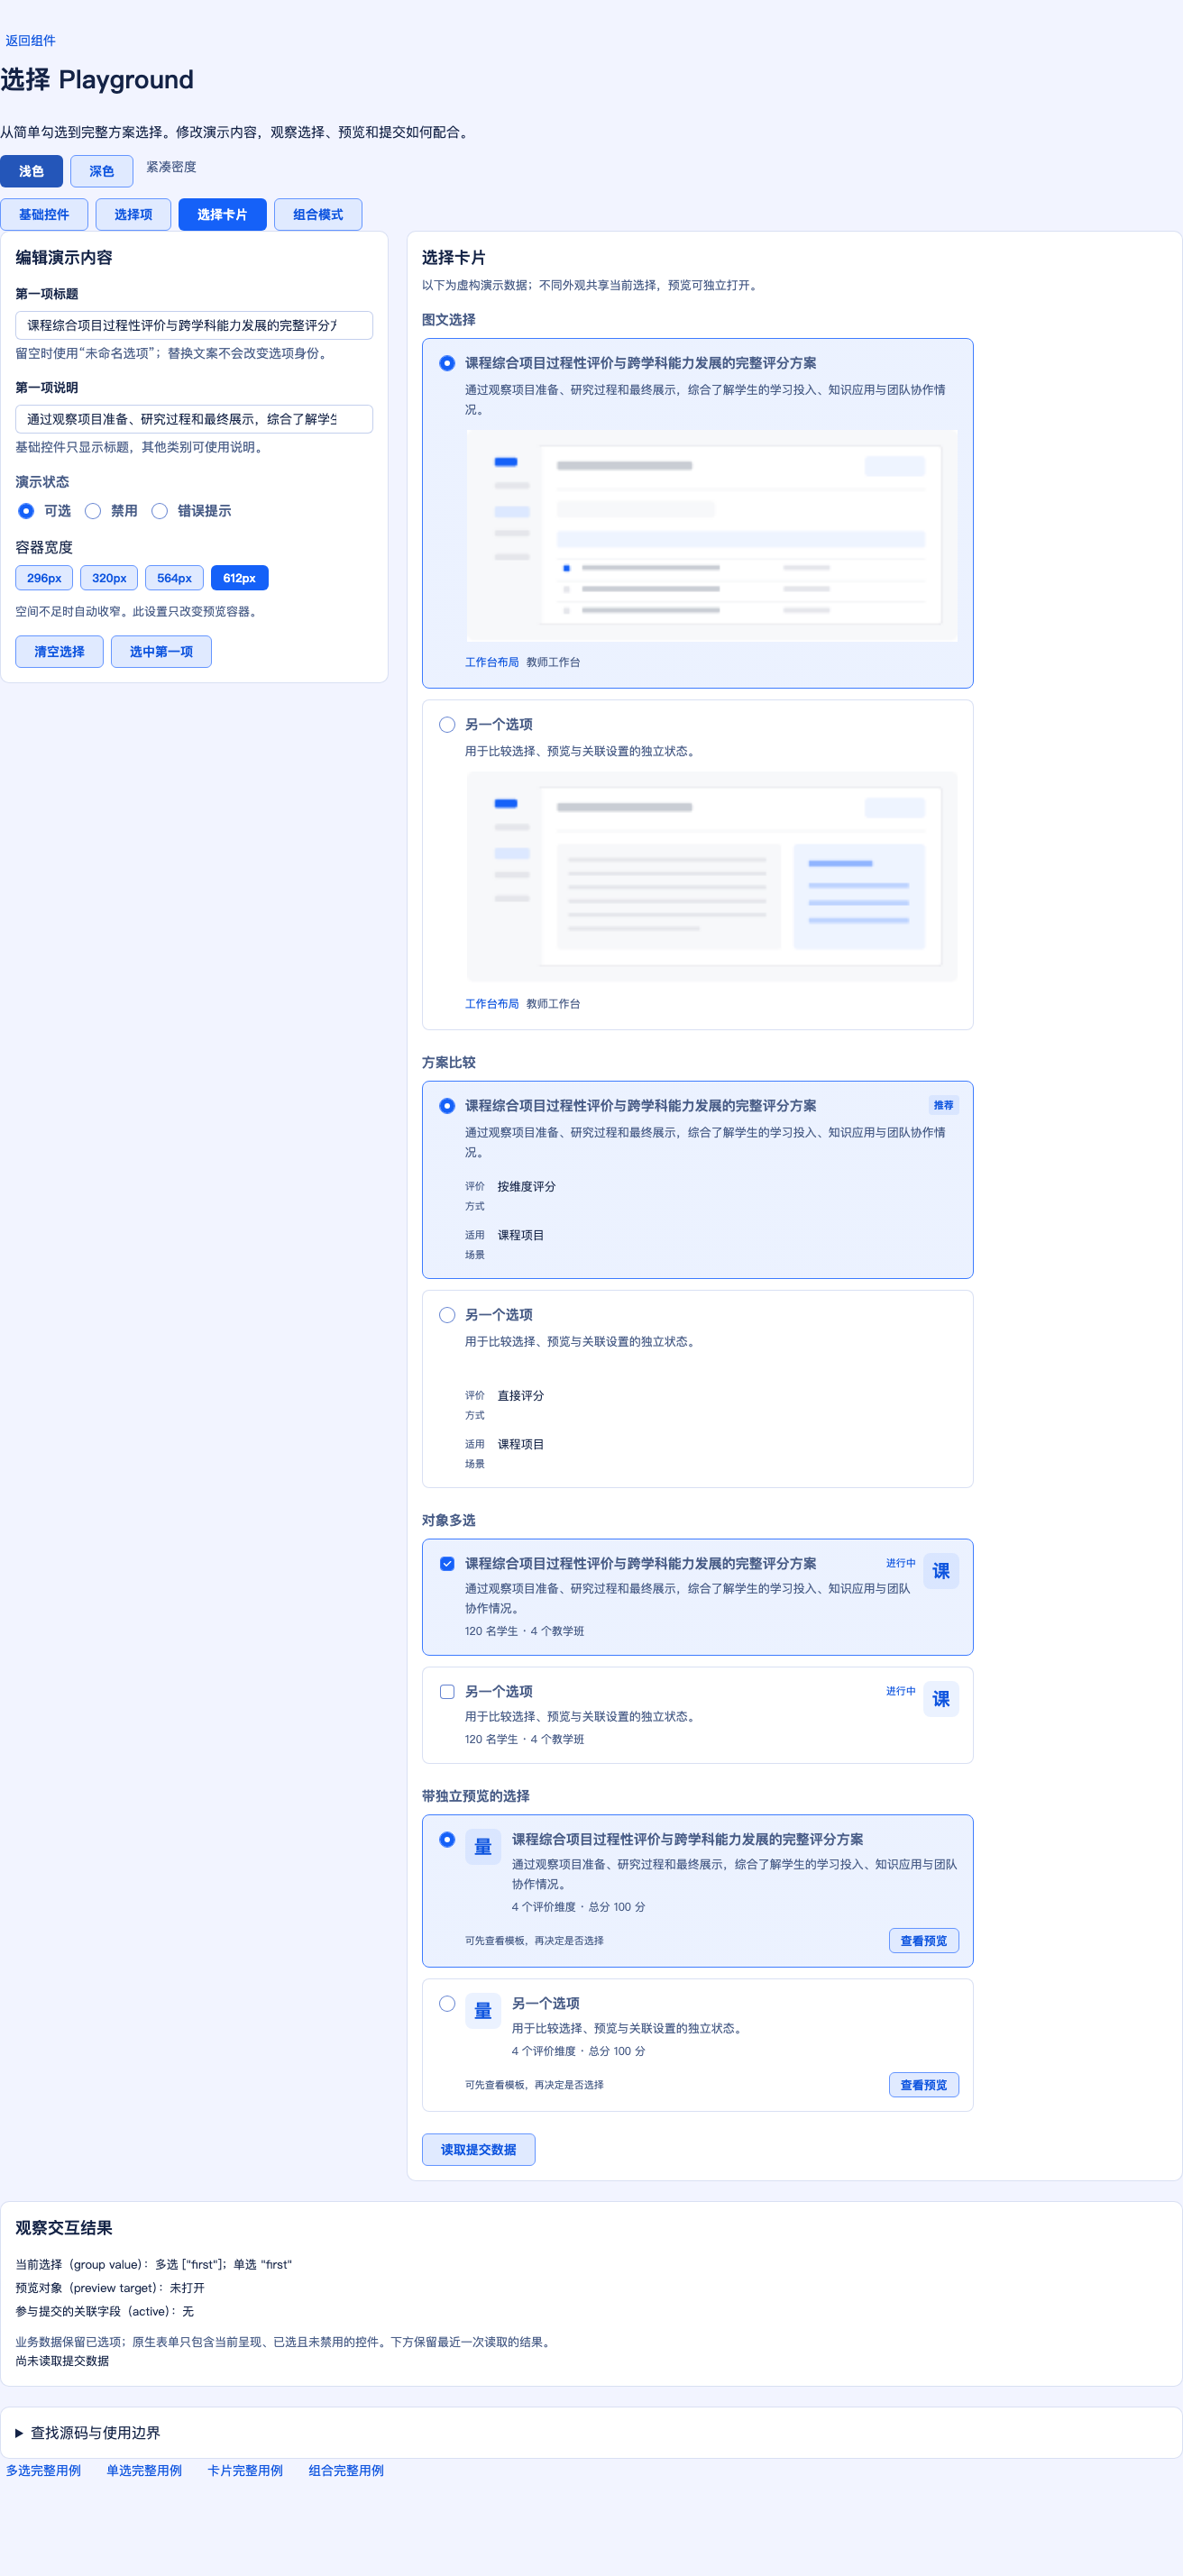 返回组件
选择 Playground
从简单勾选到完整方案选择。修改演示内容，观察选择、预览和提交如何配合。
浅色
深色
紧凑密度
基础控件
选择项
选择卡片
组合模式
编辑演示内容
第一项标题
课程综合项目过程性评价与跨学科能力发展的完整评分
留空时使用“未命名选项”；替换文案不会改变选项身份。
第一项说明
通过观察项目准备、研究过程和最终展示，综合了解学生
基础控件只显示标题，其他类别可使用说明。
演示状态
可选
禁用
错误提示
容器宽度
296px
320px
564px
612px
空间不足时自动收窄。此设置只改变预览容器。
清空选择
选中第一项
选择卡片
以下为虚构演示数据；不同外观共享当前选择，预览可独立打开。
图文选择
课程综合项目过程性评价与跨学科能力发展的完整评分方案
通过观察项目准备、研究过程和最终展示，综合了解学生的学习投入、知识应用与团队协作情
况。
工作台布局 教师工作台
另一个选项
用于比较选择、预览与关联设置的独立状态。
工作台布局 教师工作台
方案比较
课程综合项目过程性评价与跨学科能力发展的完整评分方案
推荐
通过观察项目准备、研究过程和最终展示，综合了解学生的学习投入、知识应用与团队协作情
况。
评价
方式
按维度评分
适用
场景
课程项目
另一个选项
用于比较选择、预览与关联设置的独立状态。
评价
方式
直接评分
适用
场景
课程项目
对象多选
课程综合项目过程性评价与跨学科能力发展的完整评分方案
进行中
课
通过观察项目准备、研究过程和最终展示，综合了解学生的学习投入、知识应用与团队
协作情况。
120 名学生 · 4 个教学班
另一个选项
进行中
课
用于比较选择、预览与关联设置的独立状态。
120 名学生 · 4 个教学班
带独立预览的选择
量
课程综合项目过程性评价与跨学科能力发展的完整评分方案
通过观察项目准备、研究过程和最终展示，综合了解学生的学习投入、知识应用与团队
协作情况。
4 个评价维度 · 总分 100 分
可先查看模板，再决定是否选择
查看预览
量
另一个选项
用于比较选择、预览与关联设置的独立状态。
4 个评价维度 · 总分 100 分
可先查看模板，再决定是否选择
查看预览
读取提交数据
观察交互结果
当前选择（group value）：多选 ["first"]；单选 "first"
预览对象（preview target）：未打开
参与提交的关联字段（active）：无
业务数据保留已选项；原生表单只包含当前呈现、已选且未禁用的控件。下方保留最近一次读取的结果。
尚未读取提交数据
查找源码与使用边界
多选完整用例
单选完整用例
卡片完整用例
组合完整用例